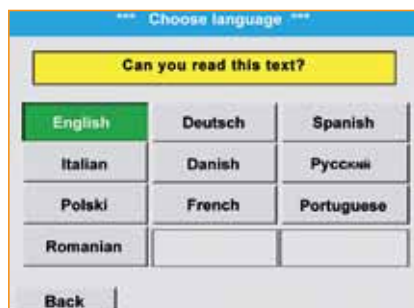 *** Choose language ***
Can you read this text?
English Deutsch Spanish
Italian Danish Русский
Polski French Portuguese
Romanian
Back